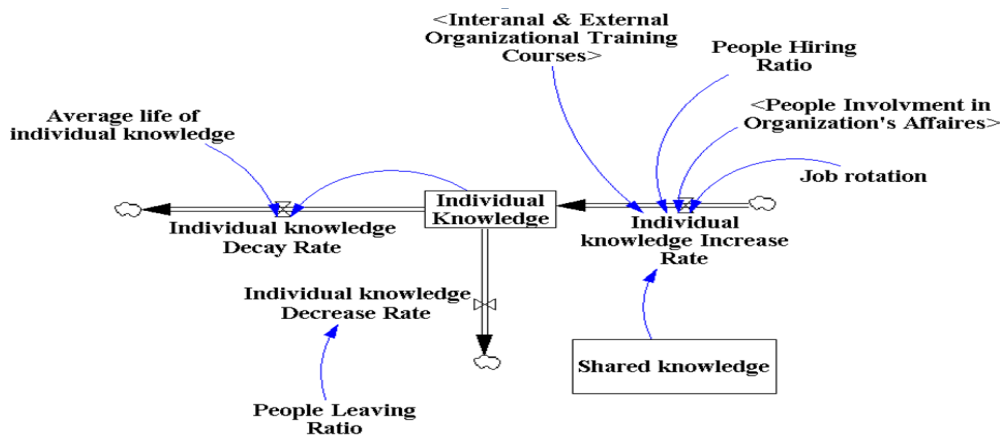 <Interanal & External
Organizational Training
Courses>
People Hiring
Ratio
Average life of
individual knowledge
<People Involvment in
Organization's Affaires>
Job rotation
Individual
Knowledge
Individual knowledge
Decay Rate
Individual
knowledge Increase
Rate
Individual knowledge
Decrease Rate
Shared knowledge
People Leaving
Ratio